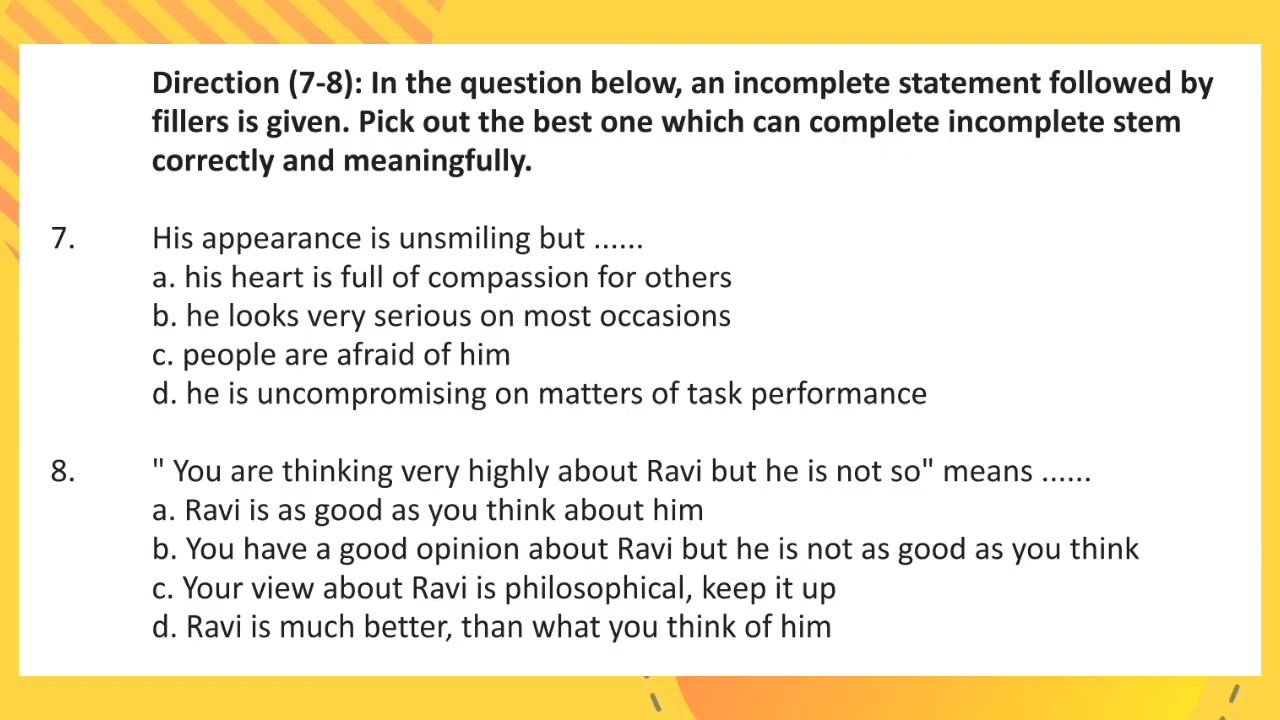 Direction (7-8): In the question below, an incomplete statement followed by
fillers is given. Pick out the best one which can complete incomplete stem
correctly and meaningfully.
7. His appearance is unsmiling but ......
a. his heart is full of compassion for others
b. he looks very serious on most occasions
c. people are afraid of him
d. he is uncompromising on matters of task performance
8. " You are thinking very highly about Ravi but he is not so" means ......
a. Ravi is as good as you think about him
b. You have a good opinion about Ravi but he is not as good as you think
c. Your view about Ravi is philosophical, keep it up
d. Ravi is much better, than what you think of him